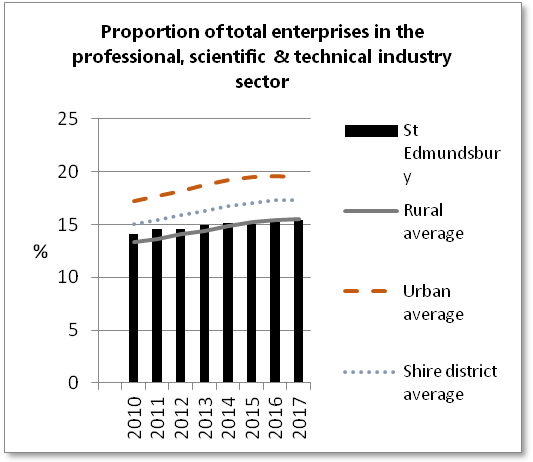 Proportion of total enterprises in the
professional, scientific & technical industry
sector
25
20
15
10
5
0
%
2010
2011
2012
2013
2014
2015
2016
2017
St
Edmundsbur
y
Rural
average
Urban
average
Shire district
average